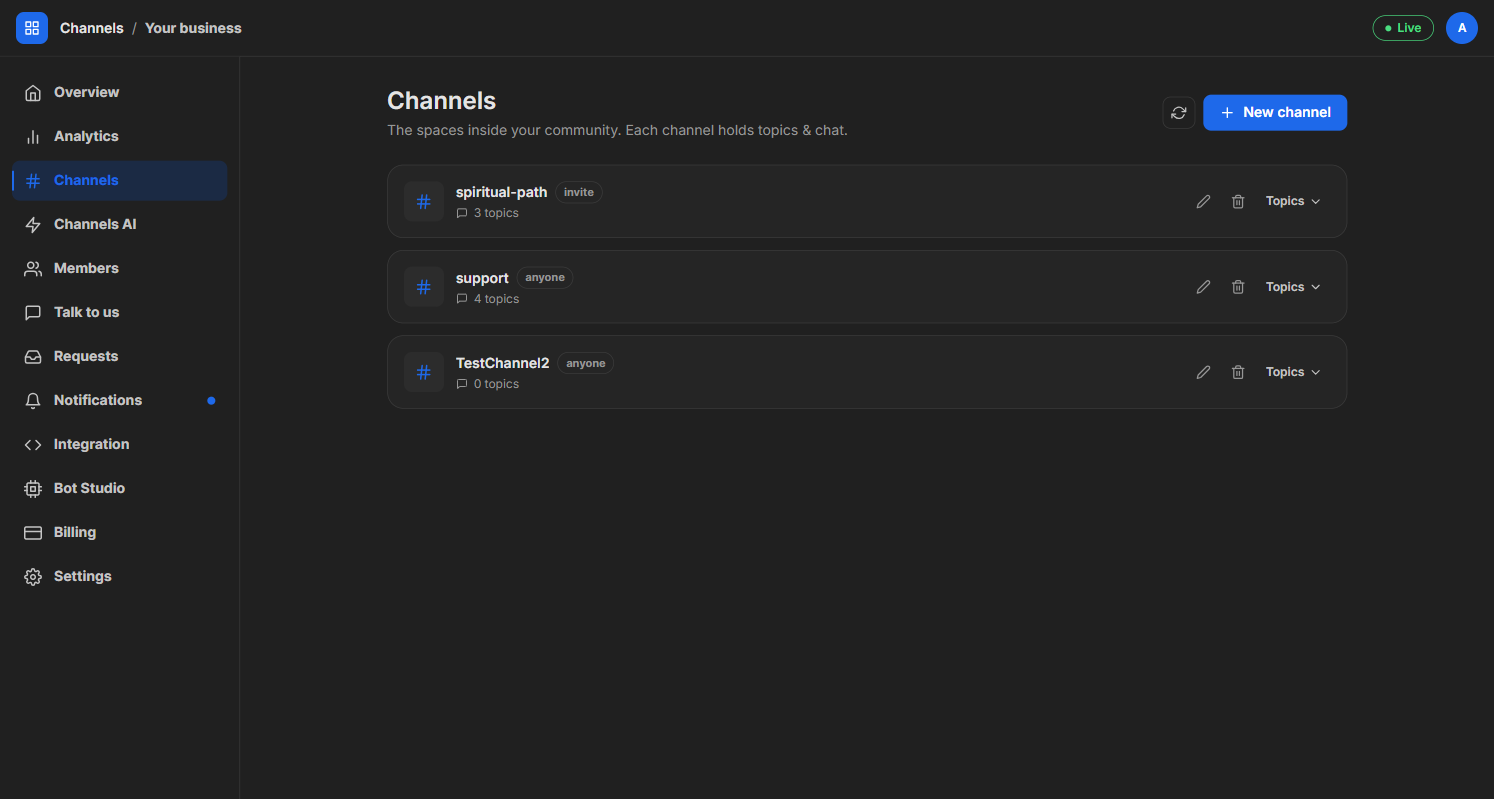 Channels / Your business
Live
A
Overview
Analytics
Channels
Channels AI
Members
Talk to us
Requests
Notifications
Integration
Bot Studio
Billing
Settings
Channels
The spaces inside your community. Each channel holds topics & chat.
+ New channel
# spiritual-path invite
3 topics
Topics
# support anyone
4 topics
Topics
# TestChannel2 anyone
0 topics
Topics